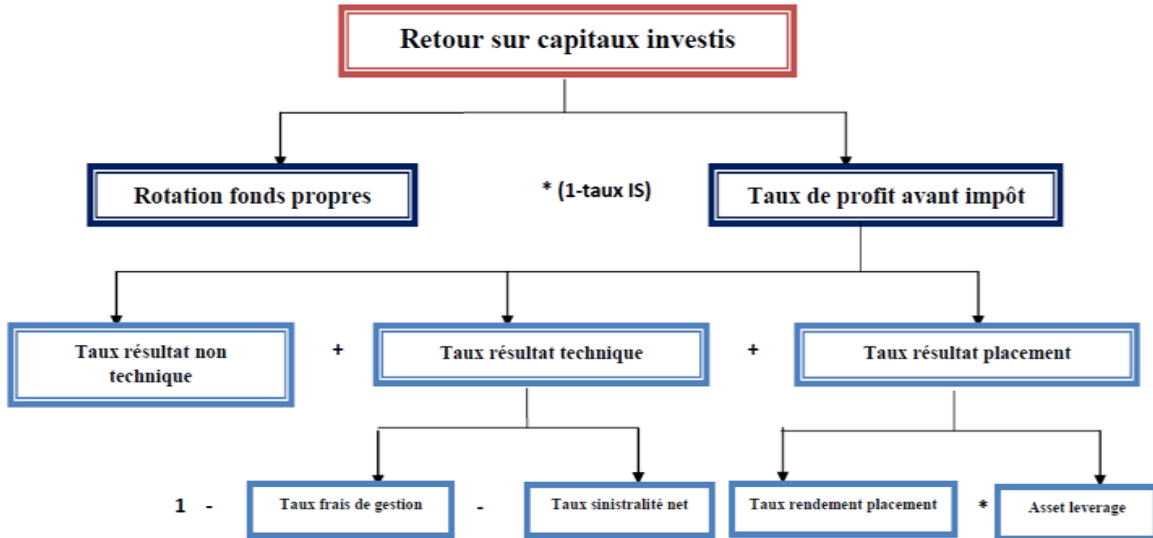 Retour sur capitaux investis
Rotation fonds propres
* (1-taux IS)
Taux de profit avant impôt
Taux résultat non
technique
+
Taux résultat technique
+
Taux résultat placement
1 -
Taux frais de gestion
-
Taux sinistralité net
Taux rendement placement
*
Asset leverage